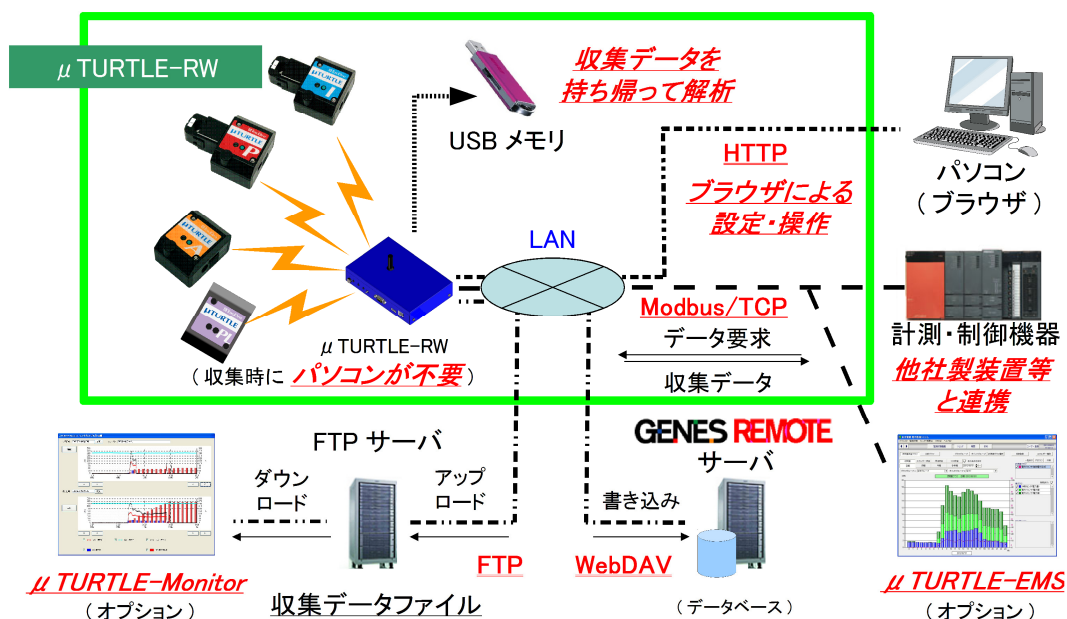 μTURTLE-RW
収集データを
持ち帰って解析
USB メモリ
HTTP
ブラウザによる
設定・操作
パソコン
(ブラウザ)
LAN
μTURTLE
I
μTURTLE
P
μTURTLE
A
μTURTLE
PL
μTURTLE-RW
(収集時に パソコンが不要)
Modbus/TCP
データ要求
収集データ
計測・制御機器
他社製装置等
と連携
FTP サーバ
GENES REMOTE
サーバ
ダウン
ロード
アップ
ロード
書き込み
FTP
WebDAV
μTURTLE-Monitor
(オプション)
収集データファイル
(データベース)
μTURTLE-EMS
(オプション)